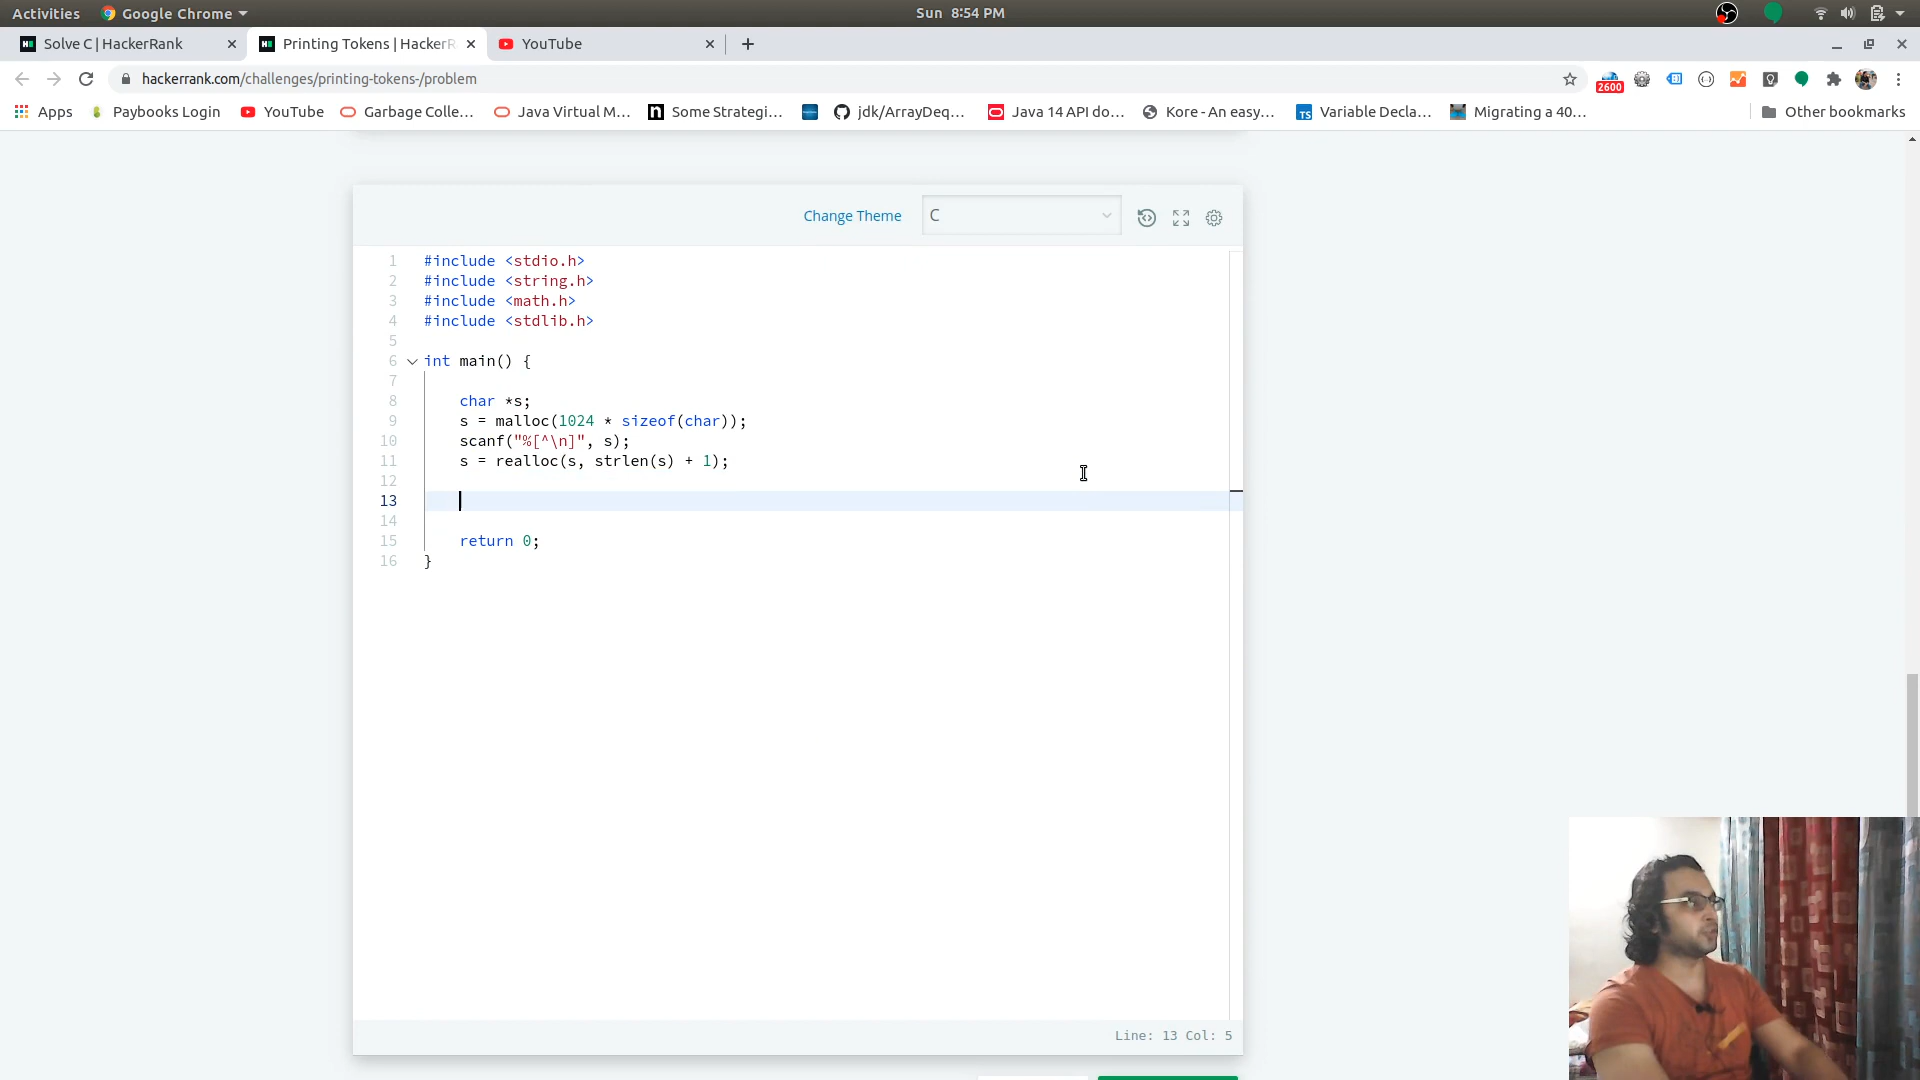 Activities Google Chrome Sun 8:54 PM
Solve C | HackerRank Printing Tokens | HackerR YouTube
hackerrank.com/challenges/printing-tokens-/problem 2600
Apps Paybooks Login YouTube Garbage Colle... Java Virtual M... Some Strategi... jdk/ArrayDeq... Java 14 API do... Kore - An easy... TS Variable Decla... Migrating a 40... Other bookmarks
Change Theme C
1 #include <stdio.h>
2 #include <string.h>
3 #include <math.h>
4 #include <stdlib.h>
5
6 int main() {
7
8 char *s;
9 s = malloc(1024 * sizeof(char));
10 scanf("%[^\n]", s);
11 s = realloc(s, strlen(s) + 1);
12
13
14
15 return 0;
16 }
Line: 13 Col: 5